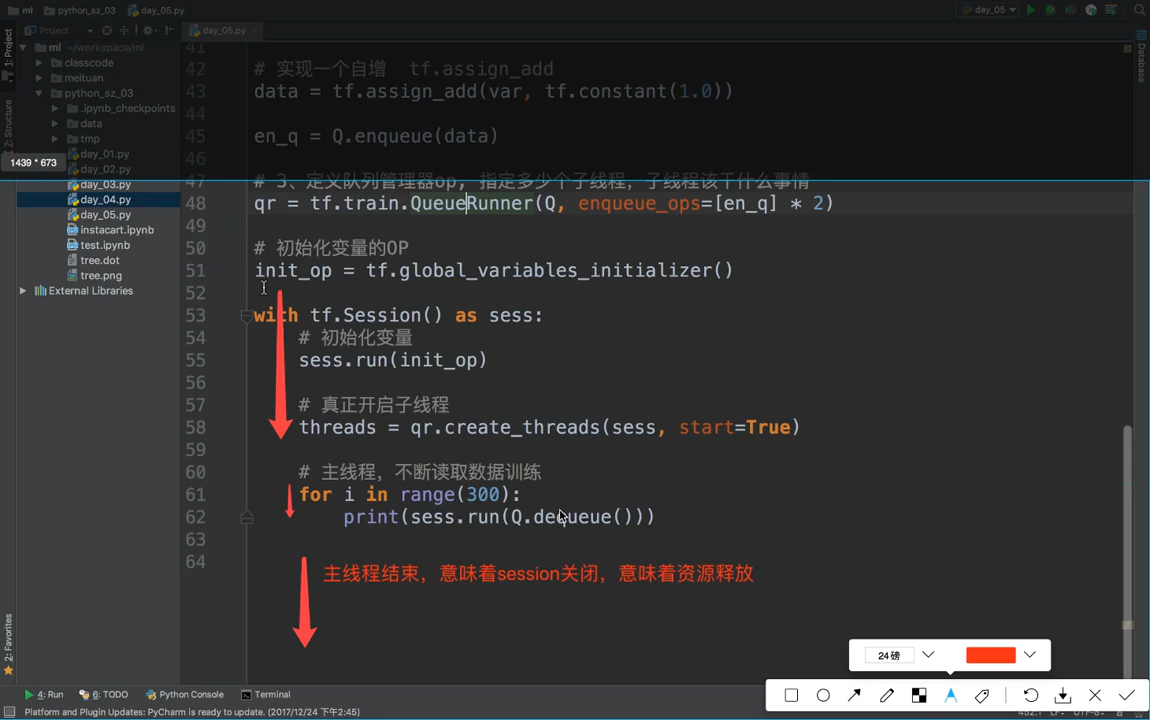 ml
python_sz_03
day_05.py
day_05
Project
day_05.py
1: Project
Z: Structure
2: Favorites
Database
ml ~/workspace/ml
classcode
meituan
python_sz_03
.ipynb_checkpoints
data
tmp
day_01.py
day_02.py
day_03.py
day_04.py
day_05.py
instacart.ipynb
test.ipynb
tree.dot
tree.png
External Libraries
1439 * 673
41
42 # 实现一个自增 tf.assign_add
43 data = tf.assign_add(var, tf.constant(1.0))
44
45 en_q = Q.enqueue(data)
46
47 # 3、定义队列管理器op, 指定多少个子线程，子线程该干什么事情
48 qr = tf.train.QueueRunner(Q, enqueue_ops=[en_q] * 2)
49
50 # 初始化变量的OP
51 init_op = tf.global_variables_initializer()
52
53 with tf.Session() as sess:
54 # 初始化变量
55 sess.run(init_op)
56
57 # 真正开启子线程
58 threads = qr.create_threads(sess, start=True)
59
60 # 主线程，不断读取数据训练
61 for i in range(300):
62 print(sess.run(Q.dequeue()))
63
64
主线程结束，意味着session关闭，意味着资源释放
24磅
4: Run
6: TODO
Python Console
Terminal
Platform and Plugin Updates: PyCharm is ready to update. (2017/12/24 下午2:45)